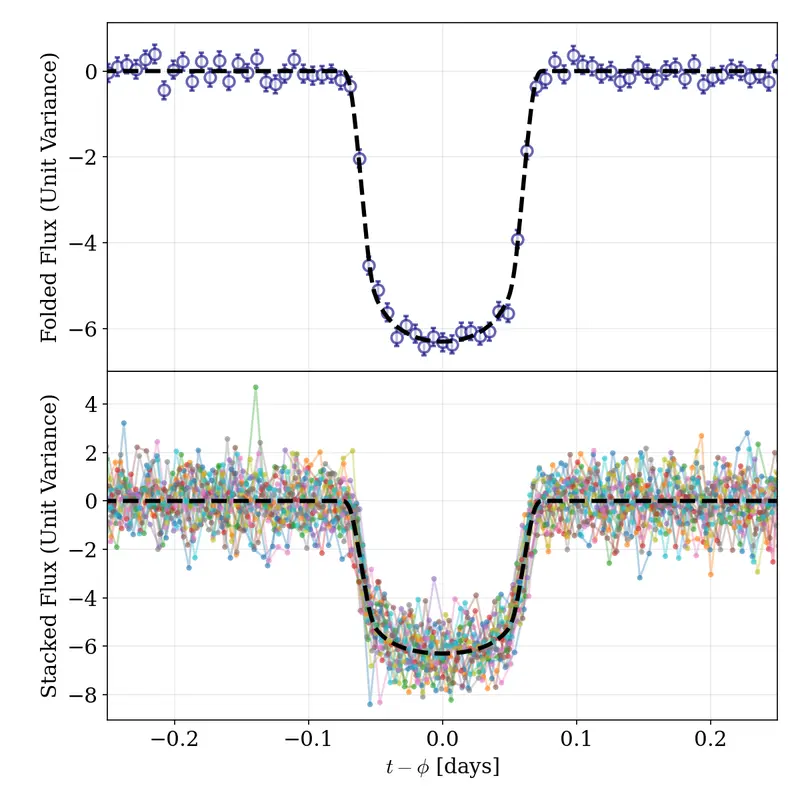 Folded Flux (Unit Variance)
0
−2
−4
−6
Stacked Flux (Unit Variance)
4
2
0
−2
−4
−6
−8
−0.2 −0.1 0.0 0.1 0.2
t − ϕ [days]